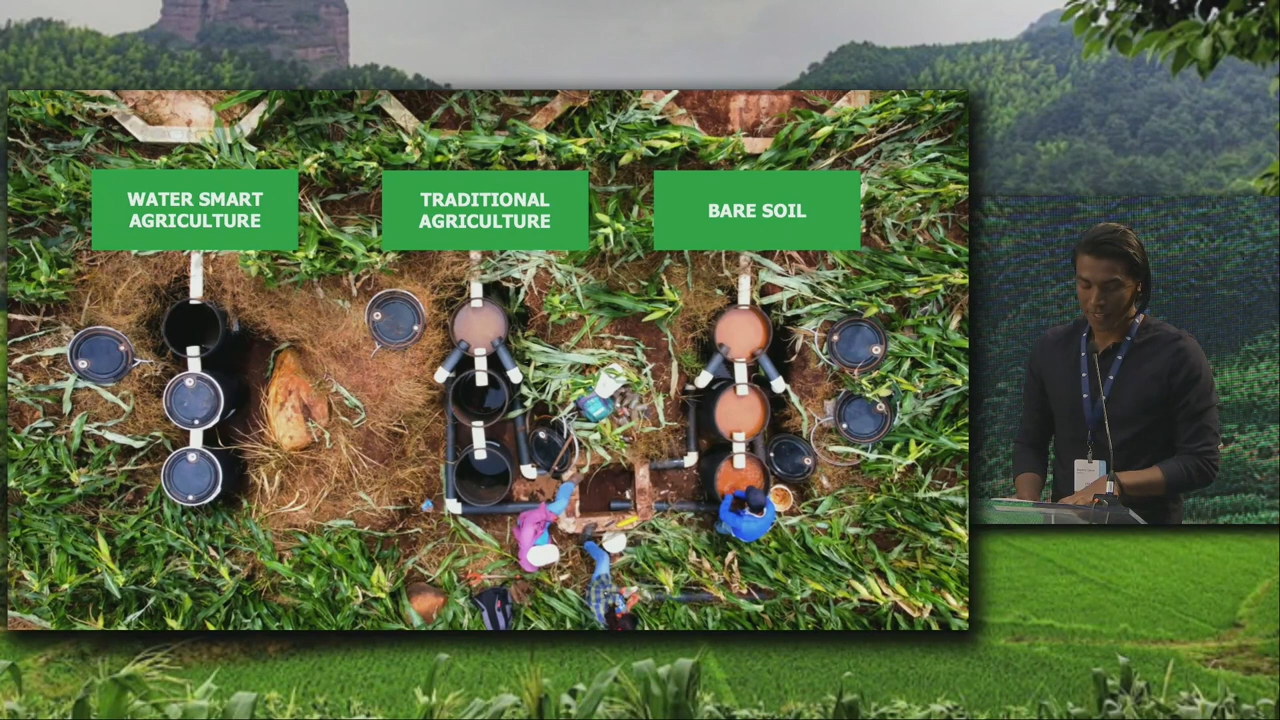 WATER SMART
AGRICULTURE
TRADITIONAL
AGRICULTURE
BARE SOIL